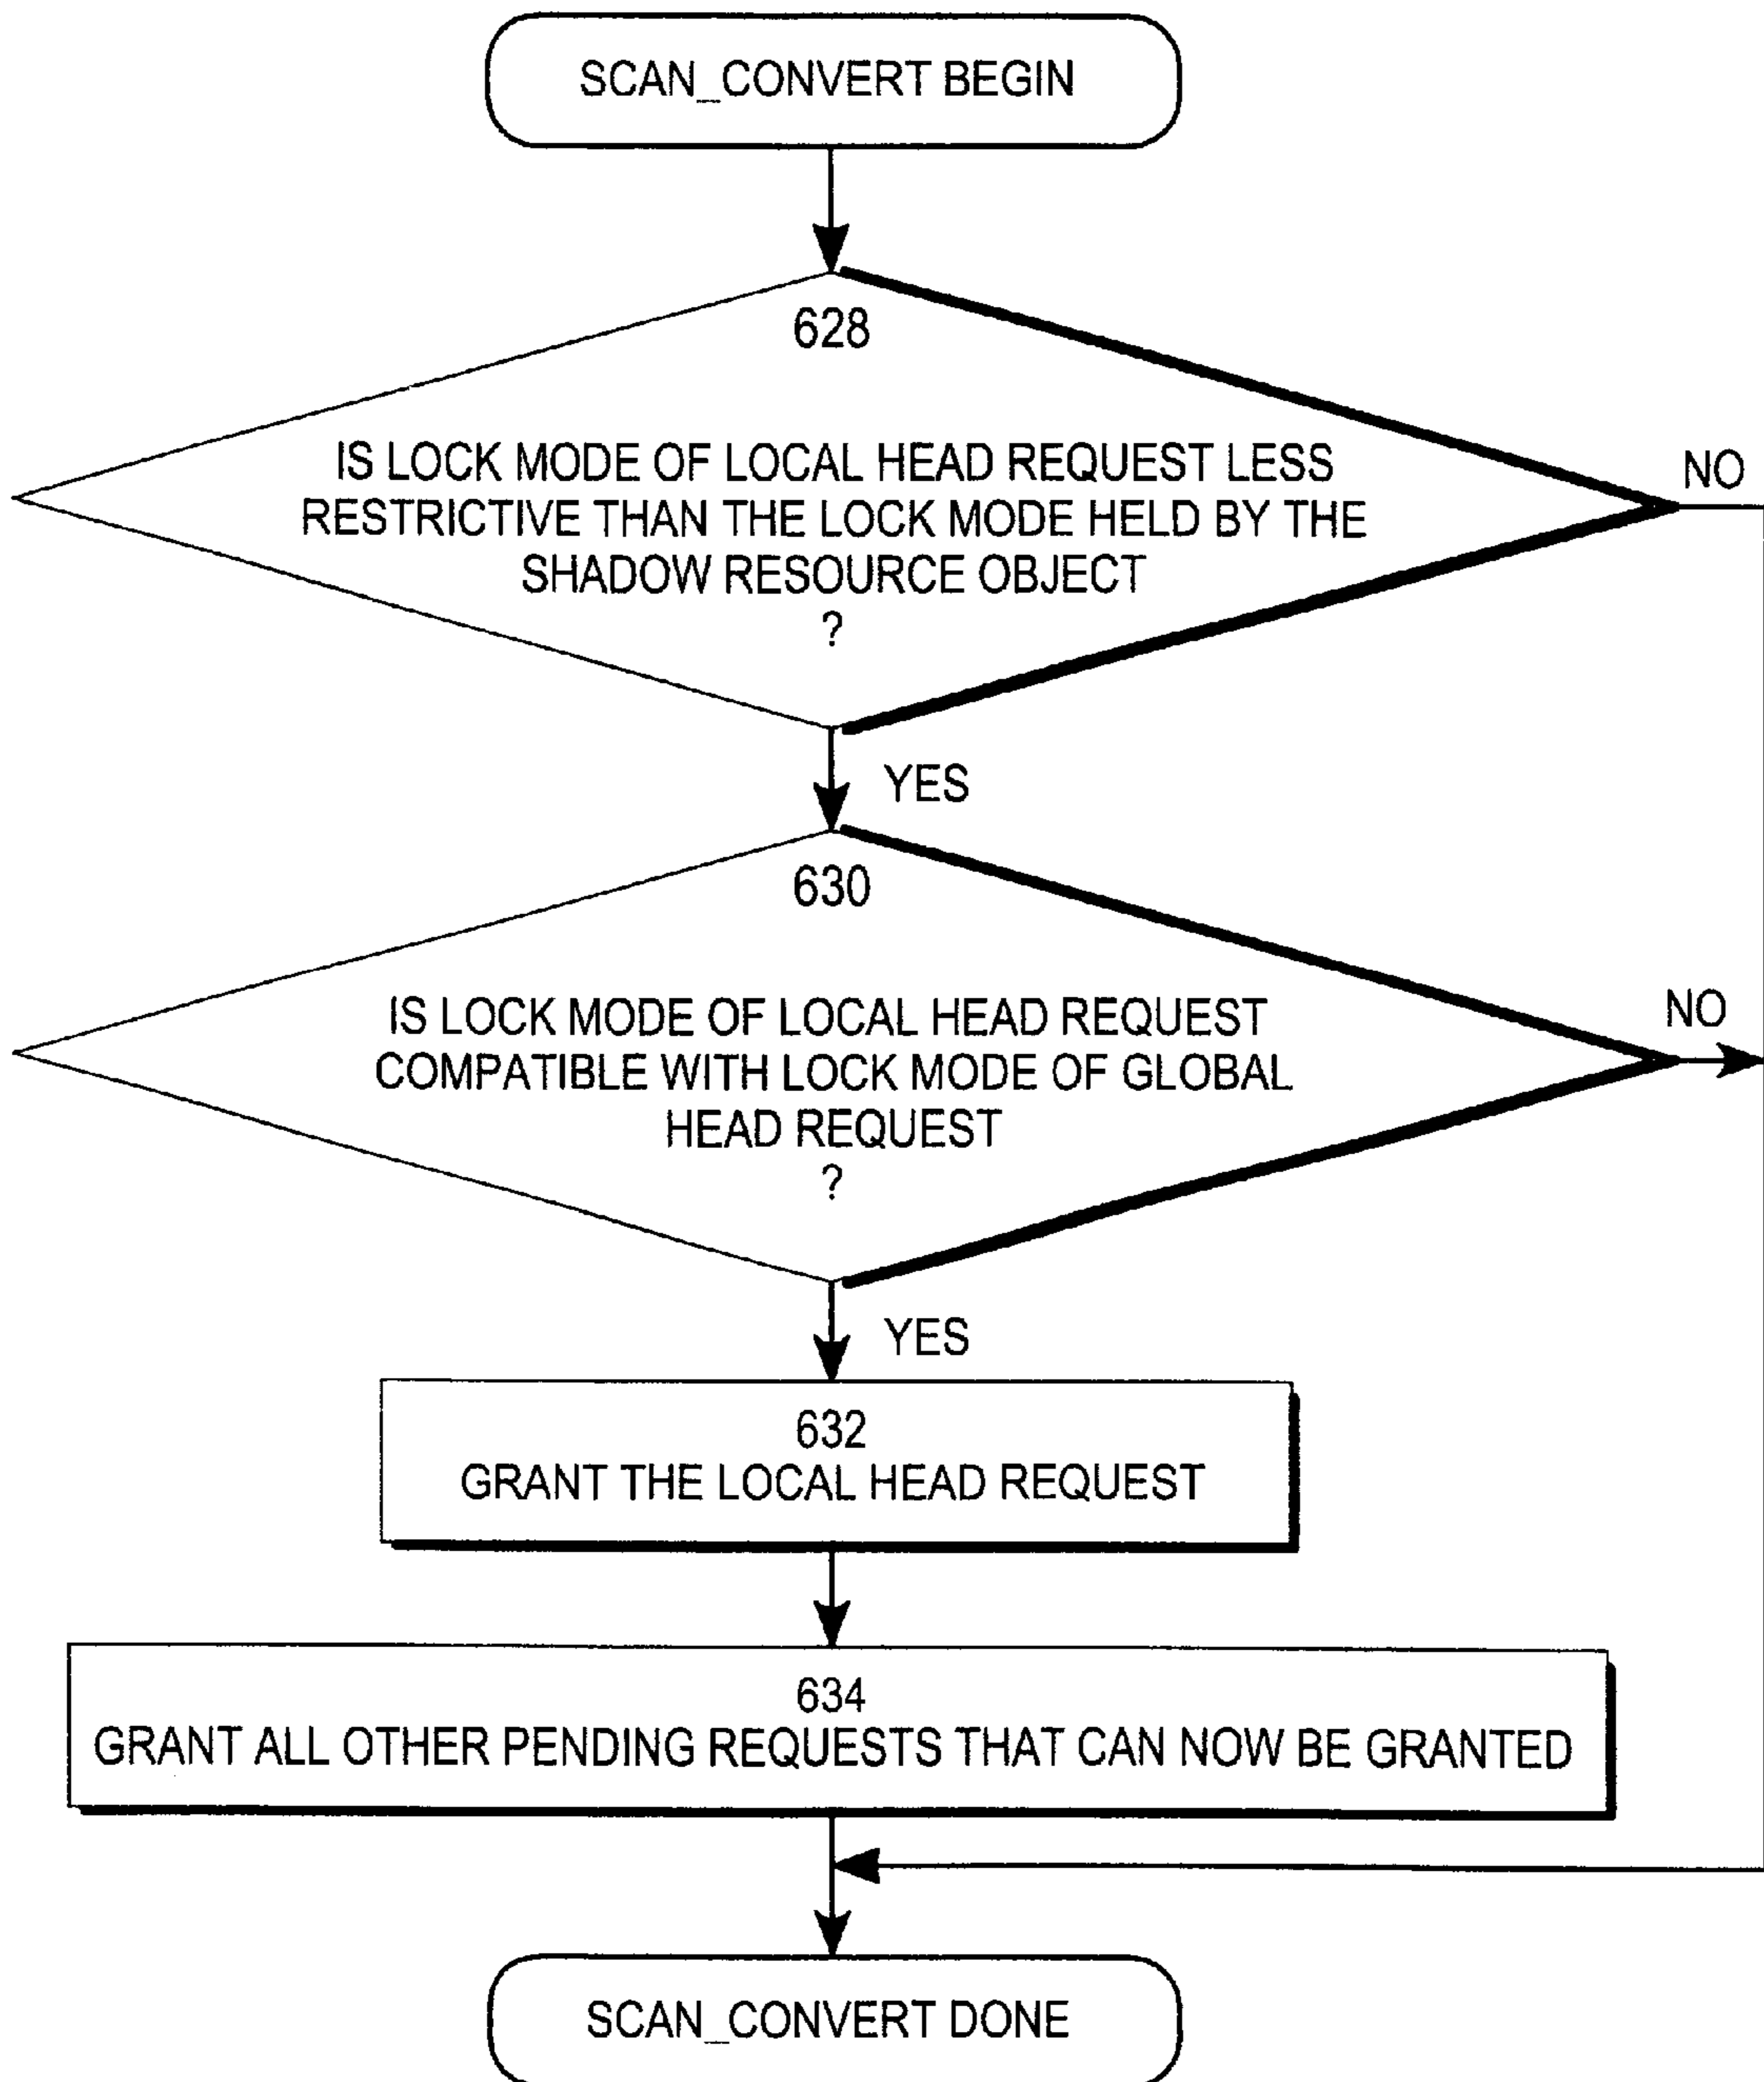 SCAN_CONVERT BEGIN
628
IS LOCK MODE OF LOCAL HEAD REQUEST LESS
RESTRICTIVE THAN THE LOCK MODE HELD BY THE
SHADOW RESOURCE OBJECT
?
NO
YES
630
IS LOCK MODE OF LOCAL HEAD REQUEST
COMPATIBLE WITH LOCK MODE OF GLOBAL
HEAD REQUEST
?
NO
YES
632
GRANT THE LOCAL HEAD REQUEST
634
GRANT ALL OTHER PENDING REQUESTS THAT CAN NOW BE GRANTED
SCAN_CONVERT DONE